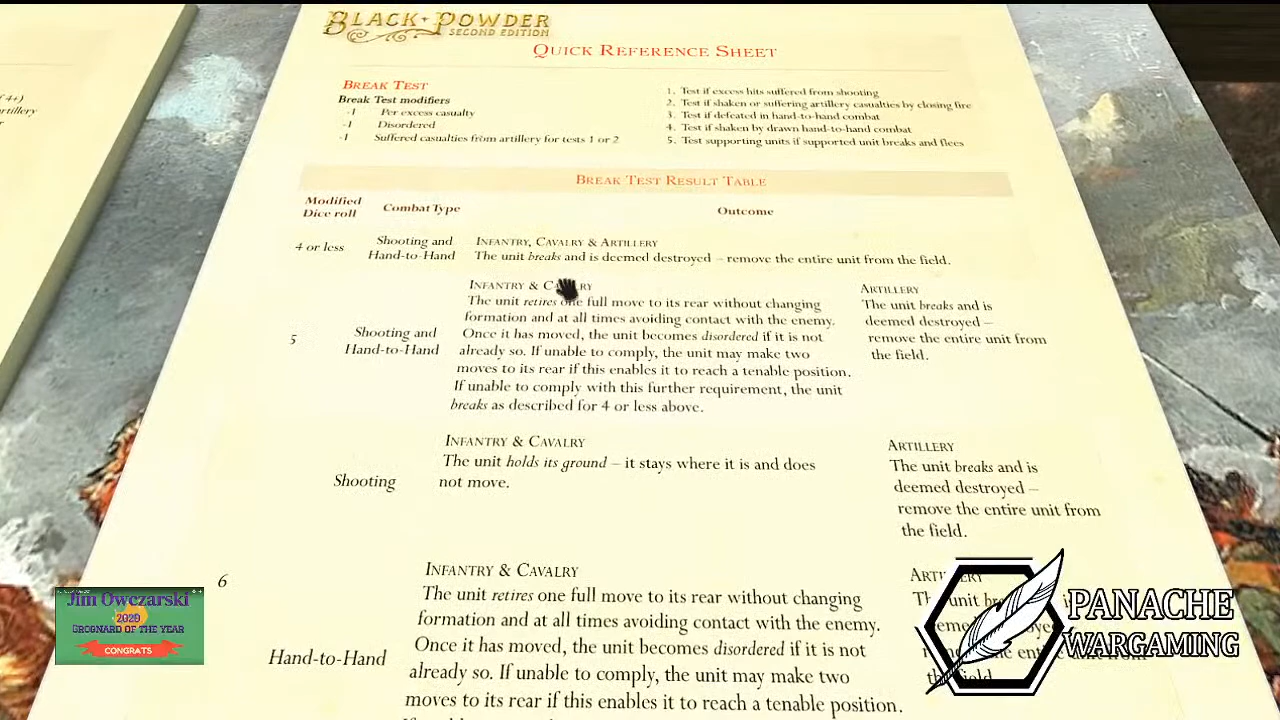 BLACK POWDER
SECOND EDITION
QUICK REFERENCE SHEET
4+)
artillery
BREAK TEST
Break Test modifiers
-1 Per excess casualty
-1 Disordered
-1 Suffered casualties from artillery for tests 1 or 2
1. Test if excess hits suffered from shooting
2. Test if shaken or suffering artillery casualties by closing fire
3. Test if defeated in hand-to-hand combat
4. Test if shaken by drawn hand-to-hand combat
5. Test supporting units if supported unit breaks and flees
BREAK TEST RESULT TABLE
Modified
Dice roll
Combat Type
Outcome
4 or less
Shooting and
Hand-to-Hand
INFANTRY, CAVALRY & ARTILLERY
The unit breaks and is deemed destroyed – remove the entire unit from the field.
5
Shooting and
Hand-to-Hand
INFANTRY & CAVALRY
The unit retires one full move to its rear without changing
formation and at all times avoiding contact with the enemy.
Once it has moved, the unit becomes disordered if it is not
already so. If unable to comply, the unit may make two
moves to its rear if this enables it to reach a tenable position.
If unable to comply with this further requirement, the unit
breaks as described for 4 or less above.
ARTILLERY
The unit breaks and is
deemed destroyed –
remove the entire unit from
the field.
6
Shooting
INFANTRY & CAVALRY
The unit holds its ground – it stays where it is and does
not move.
ARTILLERY
The unit breaks and is
deemed destroyed –
remove the entire unit from
the field.
Hand-to-Hand
INFANTRY & CAVALRY
The unit retires one full move to its rear without changing
formation and at all times avoiding contact with the enemy.
Once it has moved, the unit becomes disordered if it is not
already so. If unable to comply, the unit may make two
moves to its rear if this enables it to reach a tenable position.
ARTILLERY
unit
the field.
Jim Owczarski
2020
GROGNARD OF THE YEAR
CONGRATS
PANACHE
WARGAMING